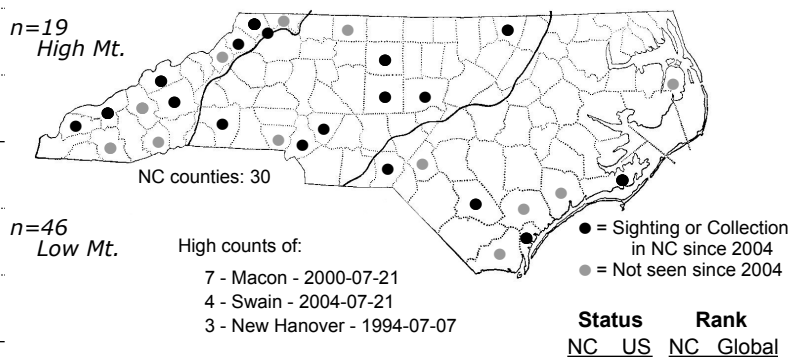 n=19
High Mt.
NC counties: 30
n=46
Low Mt.
High counts of:
7 - Macon - 2000-07-21
4 - Swain - 2004-07-21
3 - New Hanover - 1994-07-07
● = Sighting or Collection
in NC since 2004
● = Not seen since 2004
Status Rank
NC US NC Global